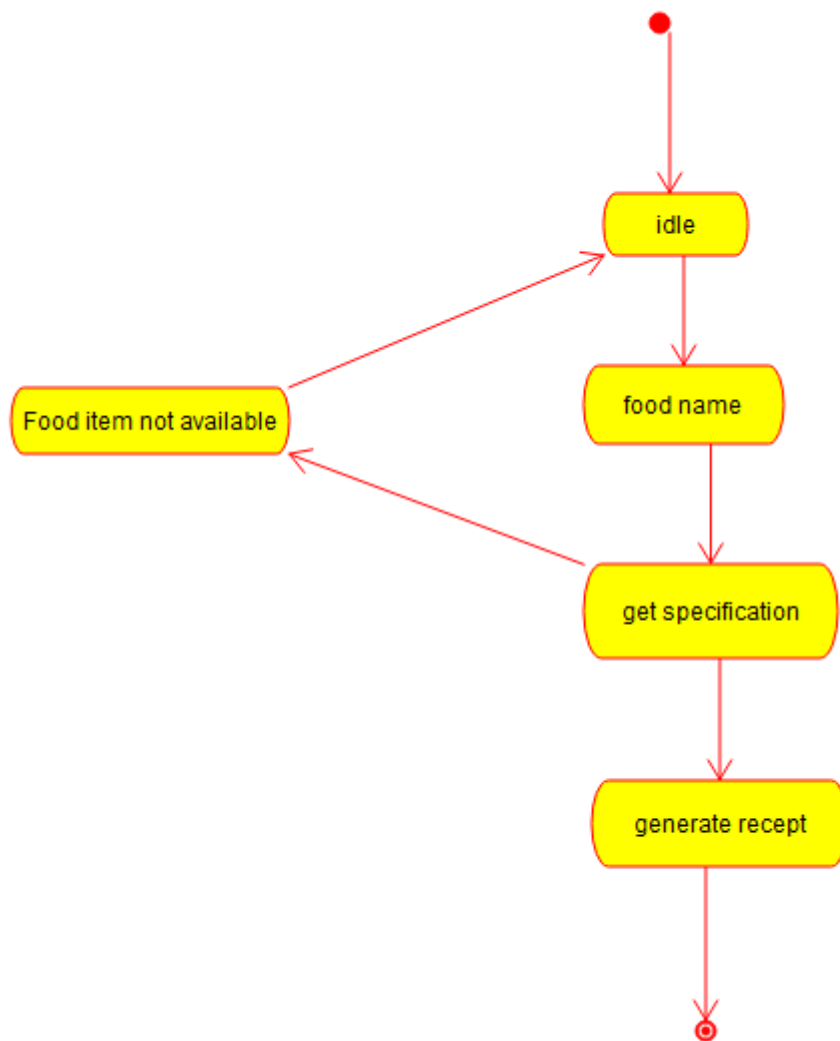 idle
food name
Food item not available
get specification
generate recept